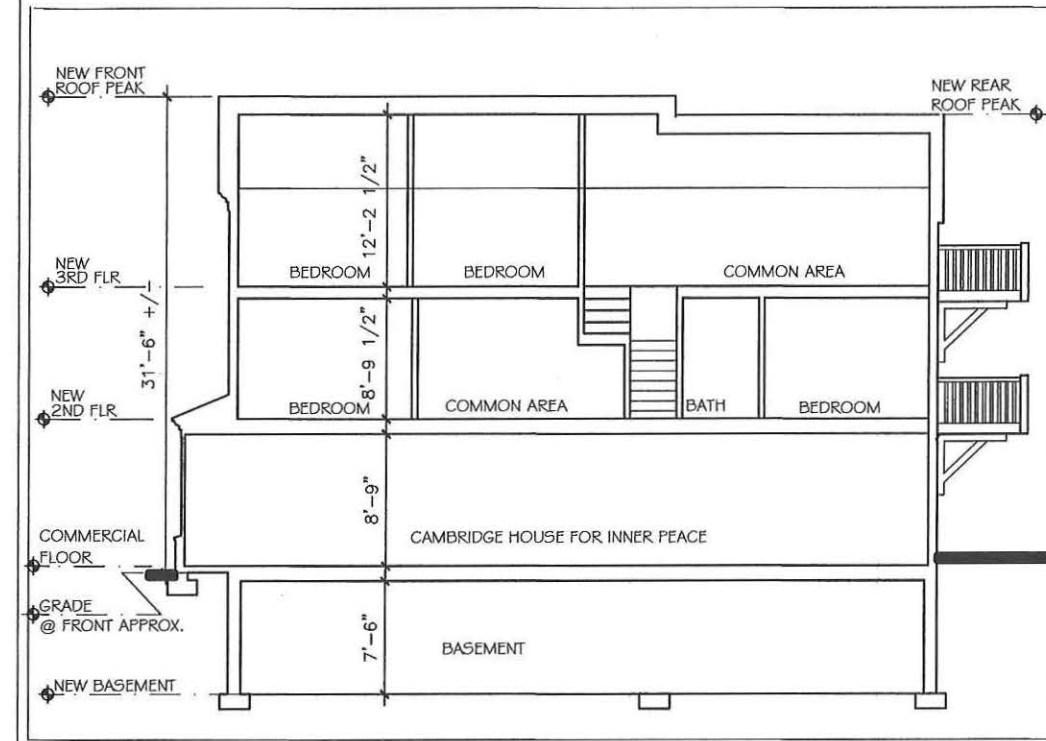 NEW FRONT
ROOF PEAK
NEW REAR
ROOF PEAK
12'-2 1/2"
BEDROOM
BEDROOM
COMMON AREA
NEW
3RD FLR
31'-6" +/-
8'-9 1/2"
NEW
2ND FLR
BEDROOM
COMMON AREA
BATH
BEDROOM
8'-9"
COMMERCIAL
FLOOR
CAMBRIDGE HOUSE FOR INNER PEACE
GRADE
@ FRONT APPROX.
7'-6"
BASEMENT
NEW BASEMENT